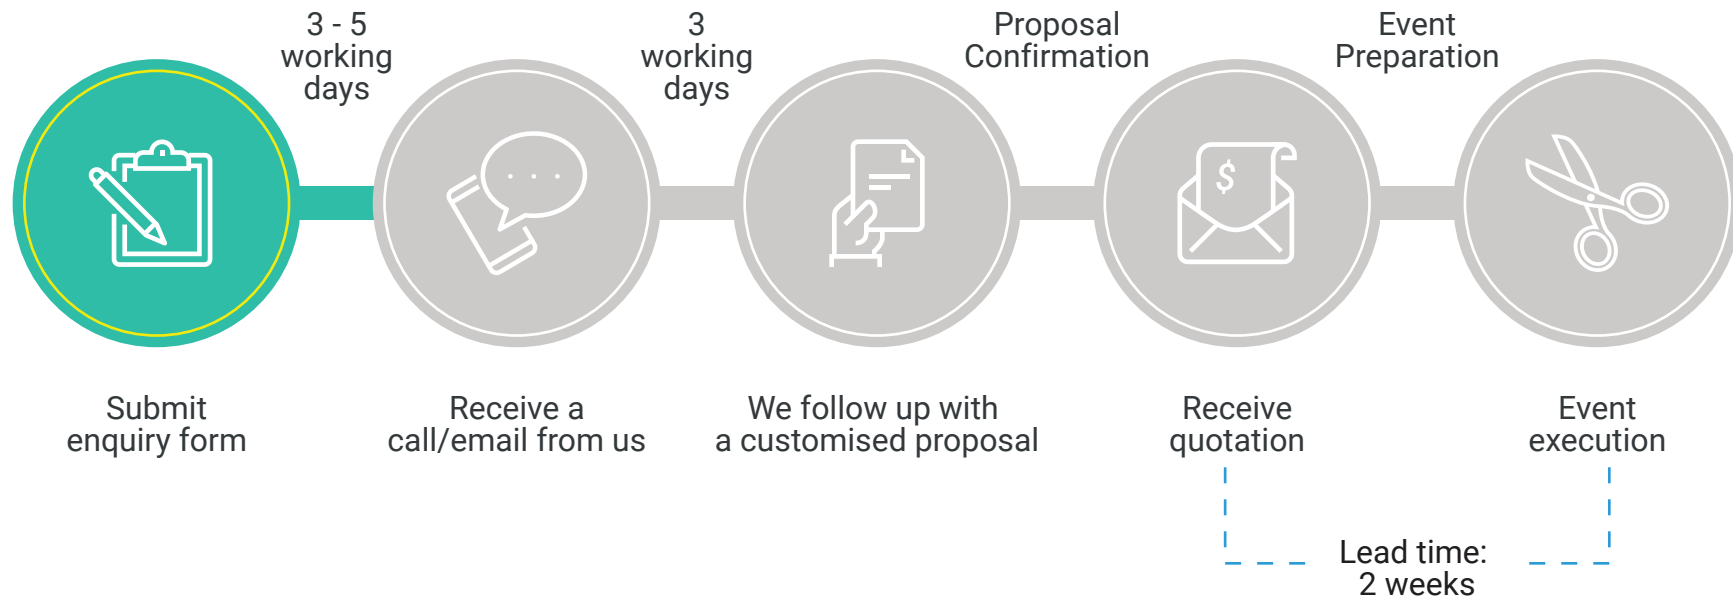 3 - 5
working
days
3
working
days
Proposal
Confirmation
Event
Preparation
$
Submit
enquiry form
Receive a
call/email from us
We follow up with
a customised proposal
Receive
quotation
Event
execution
Lead time:
2 weeks